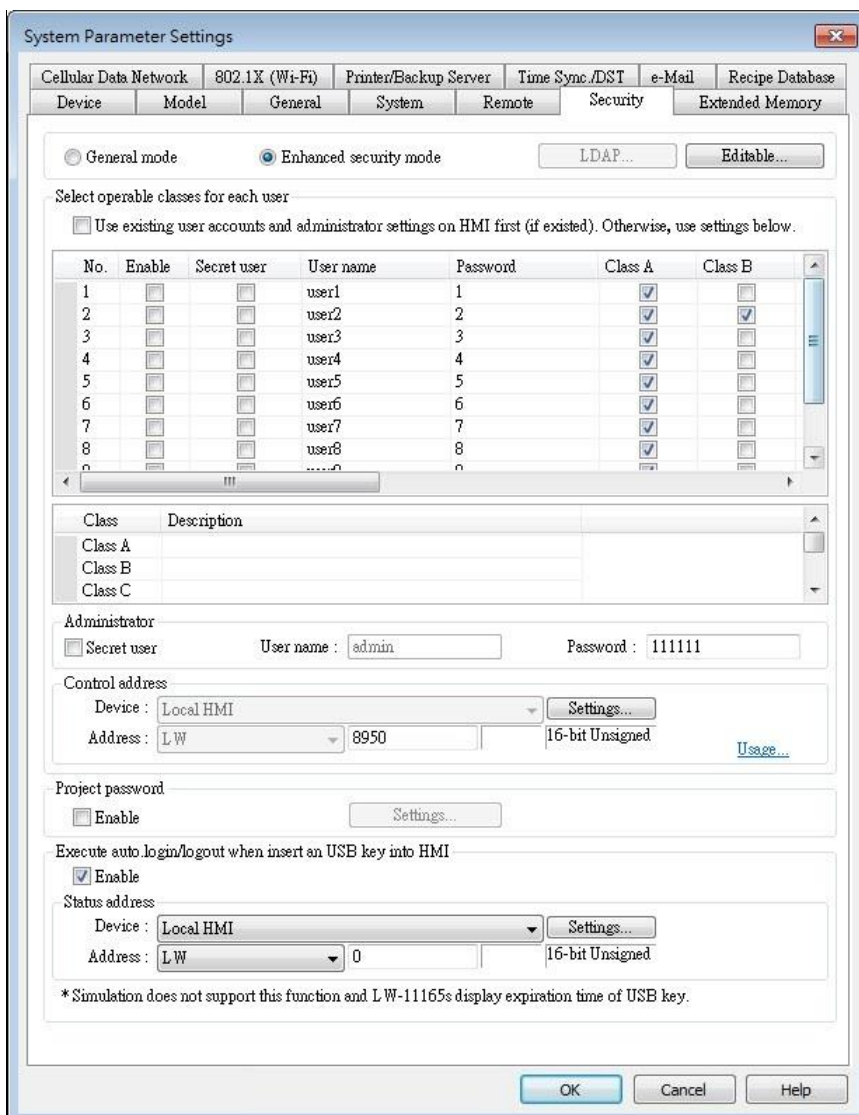 System Parameter Settings
Cellular Data Network 802.1X (Wi-Fi) Printer/Backup Server Time Sync./DST e-Mail Recipe Database
Device Model General System Remote Security Extended Memory
General mode Enhanced security mode LDAP... Editable...
Select operable classes for each user
Use existing user accounts and administrator settings on HMI first (if existed). Otherwise, use settings below.
No. Enable Secret user User name Password Class A Class B
1 user1 1
2 user2 2
3 user3 3
4 user4 4
5 user5 5
6 user6 6
7 user7 7
8 user8 8
Class Description
Class A
Class B
Class C
Administrator
Secret user User name : admin Password : 111111
Control address
Device : Local HMI Settings...
Address : LW 8950 16-bit Unsigned
Usage...
Project password
Enable Settings...
Execute auto.login/logout when insert an USB key into HMI
Enable
Status address
Device : Local HMI Settings...
Address : LW 0 16-bit Unsigned
* Simulation does not support this function and LW-11165s display expiration time of USB key.
OK Cancel Help